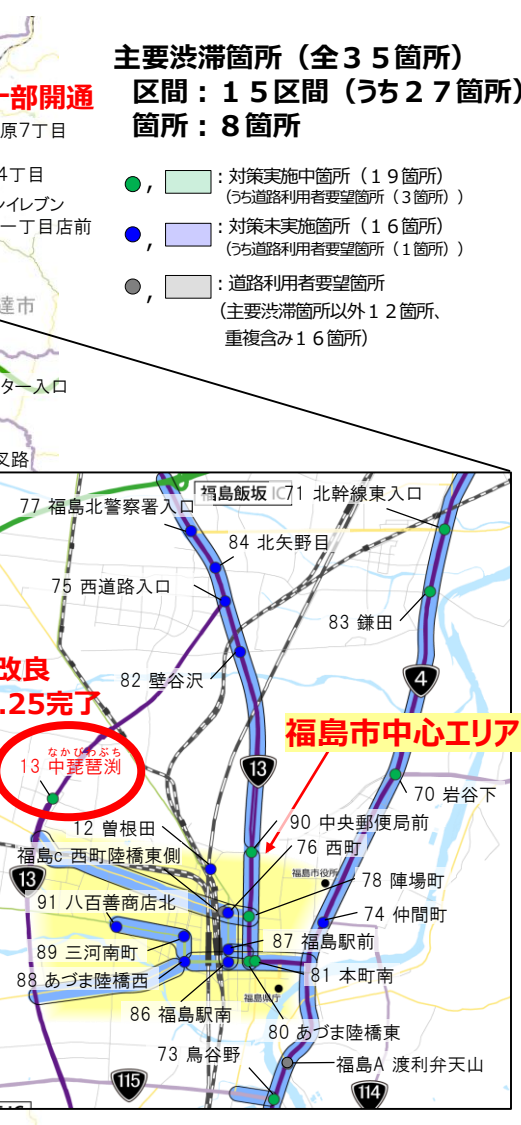 主要渋滞箇所（全３５箇所）
区間：１５区間（うち２７箇所）
箇所：８箇所
一部開通
原7丁目
4丁目
ンイレブン
一丁目店前
達市
ター入口
叉路
, ：対策実施中箇所（１９箇所）
（うち道路利用者要望箇所（３箇所））
, ：対策未実施箇所（１６箇所）
（うち道路利用者要望箇所（１箇所））
, ：道路利用者要望箇所
（主要渋滞箇所以外１２箇所、
重複含み１６箇所）
福島飯坂 IC
71 北幹線東入口
77 福島北警察署入口
84 北矢野目
75 西道路入口
83 鎌田
改良
82 壁谷沢
.25完了
4
福島市中心エリア
なかびわぶち
13 中琵琶渕
13
70 岩谷下
90 中央郵便局前
12 曽根田
76 西町
福島c 西町陸橋東側
福島市役所
13
78 陣場町
91 八百善商店北
74 仲間町
87 福島駅前
89 三河南町
88 あづま陸橋西
81 本町南
福島県庁
86 福島駅南
80 あづま陸橋東
73 鳥谷野
福島A 渡利弁天山
115
114